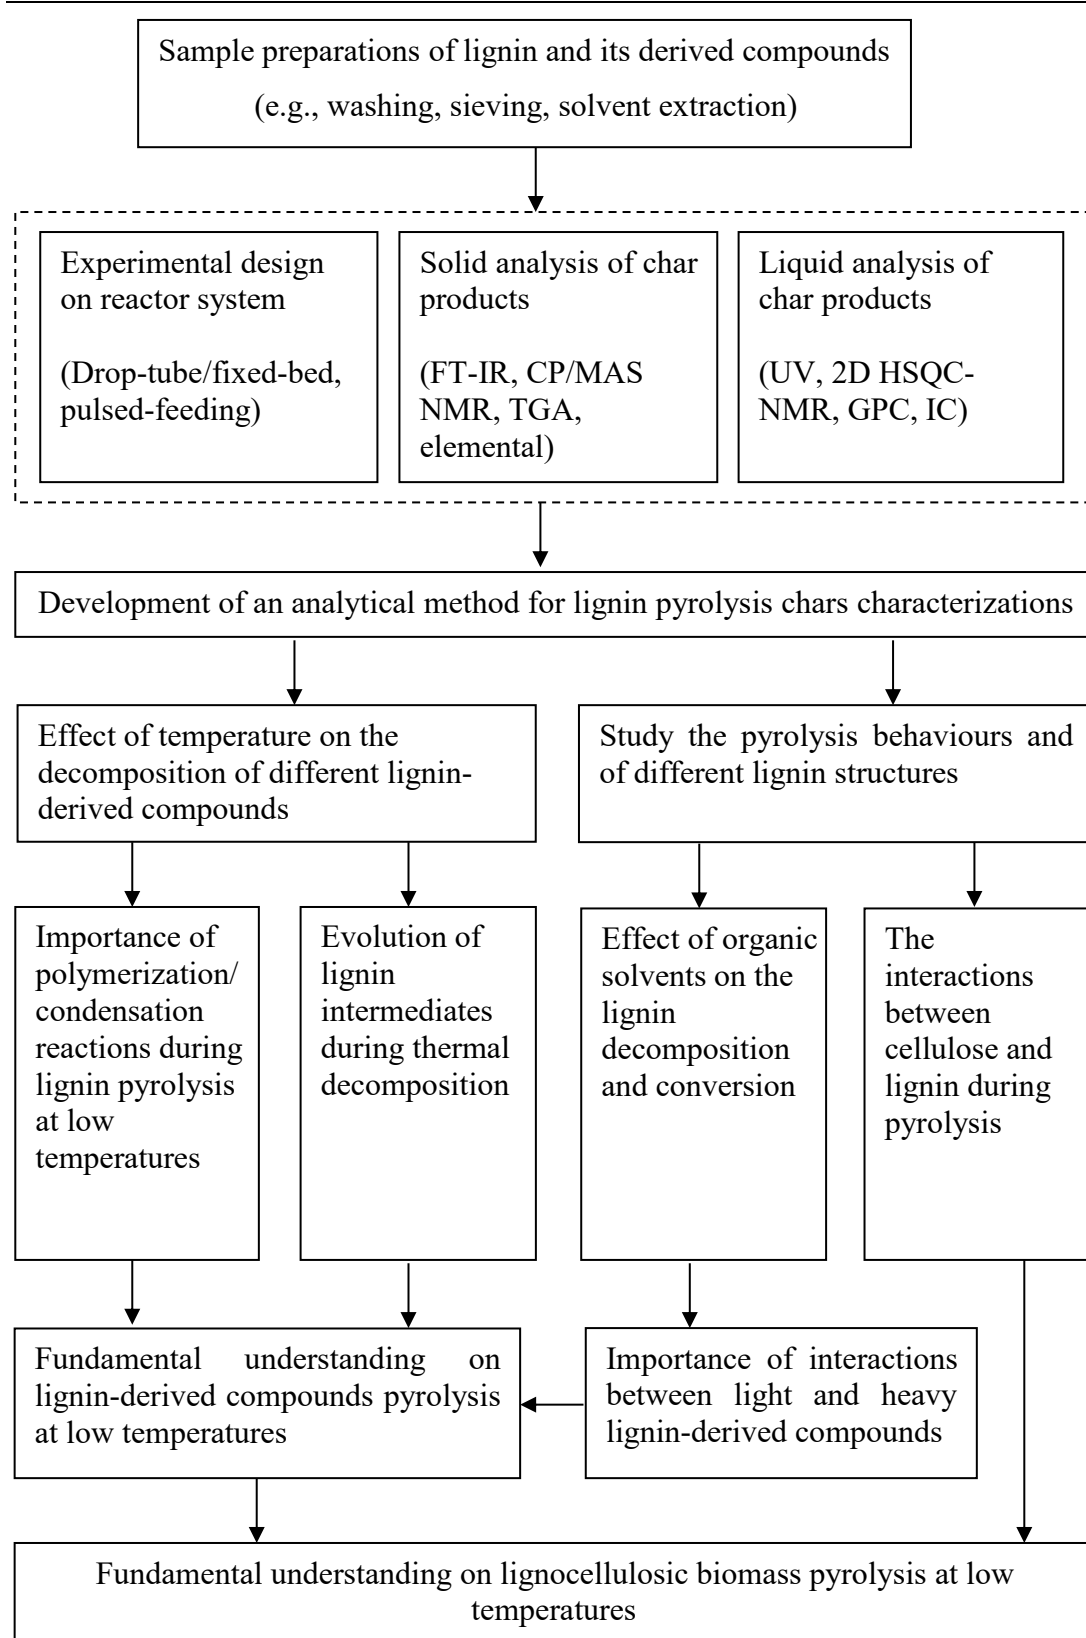 Sample preparations of lignin and its derived compounds
(e.g., washing, sieving, solvent extraction)
Experimental design
on reactor system
(Drop-tube/fixed-bed,
pulsed-feeding)
Solid analysis of char
products
(FT-IR, CP/MAS
NMR, TGA,
elemental)
Liquid analysis of
char products
(UV, 2D HSQC-
NMR, GPC, IC)
Development of an analytical method for lignin pyrolysis chars characterizations
Effect of temperature on the
decomposition of different lignin-
derived compounds
Study the pyrolysis behaviours and
of different lignin structures
Importance of
polymerization/
condensation
reactions during
lignin pyrolysis
at low
temperatures
Evolution of
lignin
intermediates
during thermal
decomposition
Effect of organic
solvents on the
lignin
decomposition
and conversion
The
interactions
between
cellulose and
lignin during
pyrolysis
Fundamental understanding on
lignin-derived compounds pyrolysis
at low temperatures
Importance of interactions
between light and heavy
lignin-derived compounds
Fundamental understanding on lignocellulosic biomass pyrolysis at low
temperatures